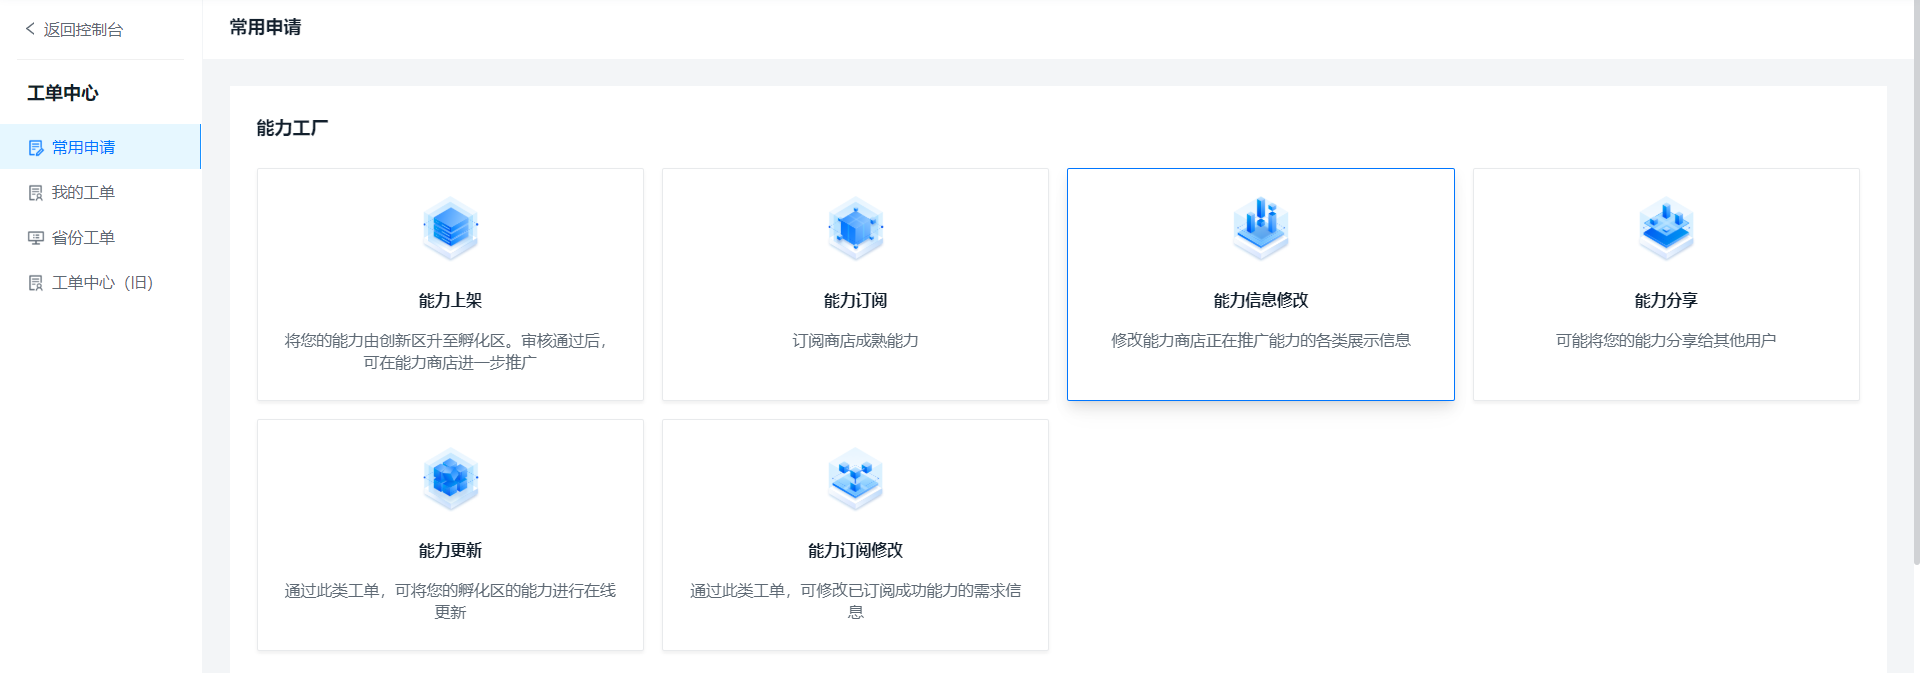 返回控制台
常用申请
工单中心
常用申请
我的工单
省份工单
工单中心（旧）
能力工厂
能力上架
将您的能力由创新区升至孵化区。审核通过后，
可在能力商店进一步推广
能力订阅
订阅商店成熟能力
能力信息修改
修改能力商店正在推广能力的各类展示信息
能力分享
可能将您的能力分享给其他用户
能力更新
通过此类工单，可将您的孵化区的能力进行在线
更新
能力订阅修改
通过此类工单，可修改已订阅成功能力的需求信
息